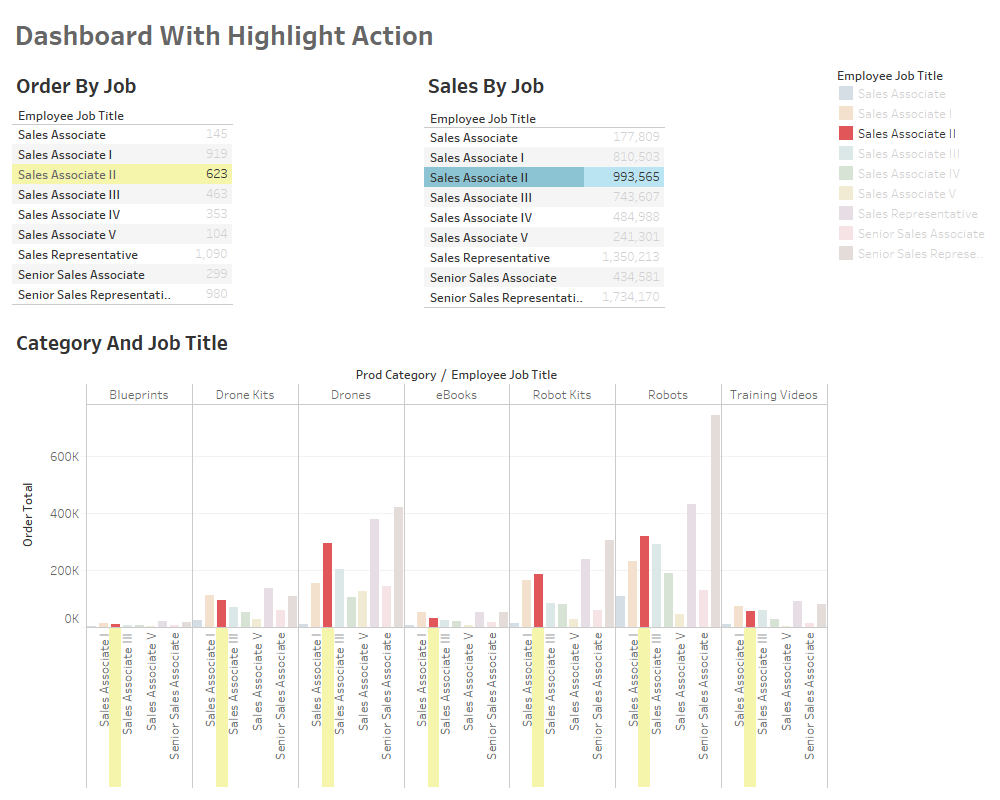 Dashboard With Highlight Action
Order By Job
Employee Job Title
Sales Associate 145
Sales Associate I 919
Sales Associate II 623
Sales Associate III 463
Sales Associate IV 353
Sales Associate V 104
Sales Representative 1,090
Senior Sales Associate 299
Senior Sales Representati.. 980
Sales By Job
Employee Job Title
Sales Associate 177,809
Sales Associate I 810,503
Sales Associate II 993,565
Sales Associate III 743,607
Sales Associate IV 484,988
Sales Associate V 241,301
Sales Representative 1,350,213
Senior Sales Associate 434,581
Senior Sales Representati.. 1,734,170
Employee Job Title
Sales Associate
Sales Associate I
Sales Associate II
Sales Associate III
Sales Associate IV
Sales Associate V
Sales Representative
Senior Sales Associate
Senior Sales Represe..
Category And Job Title
Prod Category / Employee Job Title
Blueprints Drone Kits Drones eBooks Robot Kits Robots Training Videos
Order Total
600K
400K
200K
0K
Sales Associate I
Sales Associate III
Sales Associate V
Senior Sales Associate
Sales Associate I
Sales Associate III
Sales Associate V
Senior Sales Associate
Sales Associate I
Sales Associate III
Sales Associate V
Senior Sales Associate
Sales Associate I
Sales Associate III
Sales Associate V
Senior Sales Associate
Sales Associate I
Sales Associate III
Sales Associate V
Senior Sales Associate
Sales Associate I
Sales Associate III
Sales Associate V
Senior Sales Associate
Sales Associate I
Sales Associate III
Sales Associate V
Senior Sales Associate